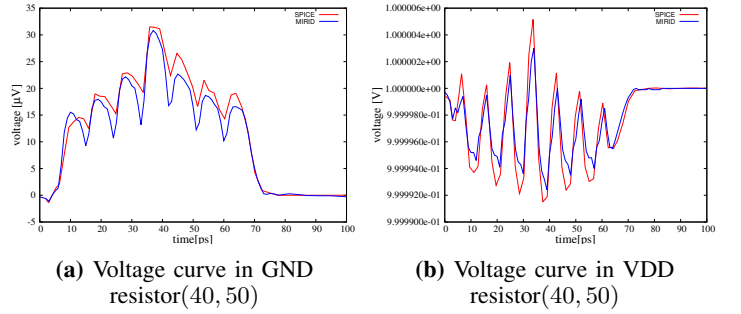 35
30
25
20
15
10
5
0
-5
voltage [µV]
0 10 20 30 40 50 60 70 80 90 100
time[ps]
SPICE
MIRID
1.000006e+00
1.000004e+00
1.000002e+00
1.000000e+00
9.999980e-01
9.999960e-01
9.999940e-01
9.999920e-01
9.999900e-01
voltage [V]
0 10 20 30 40 50 60 70 80 90 100
time[ps]
SPICE
MIRID
(a) Voltage curve in GND
resistor(40, 50)
(b) Voltage curve in VDD
resistor(40, 50)